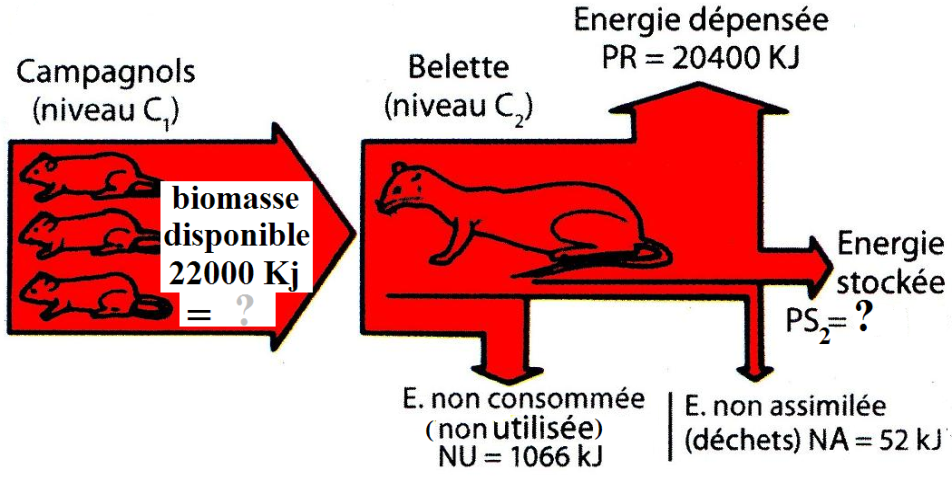 Campagnols
(niveau C₁)
biomasse
disponible
22000 Kj
= ?
Belette
(niveau C₂)
Energie dépensée
PR = 20400 KJ
Energie
stockée
PS₂= ?
E. non consommée
(non utilisée)
NU = 1066 kJ
E. non assimilée
(déchets) NA = 52 kJ